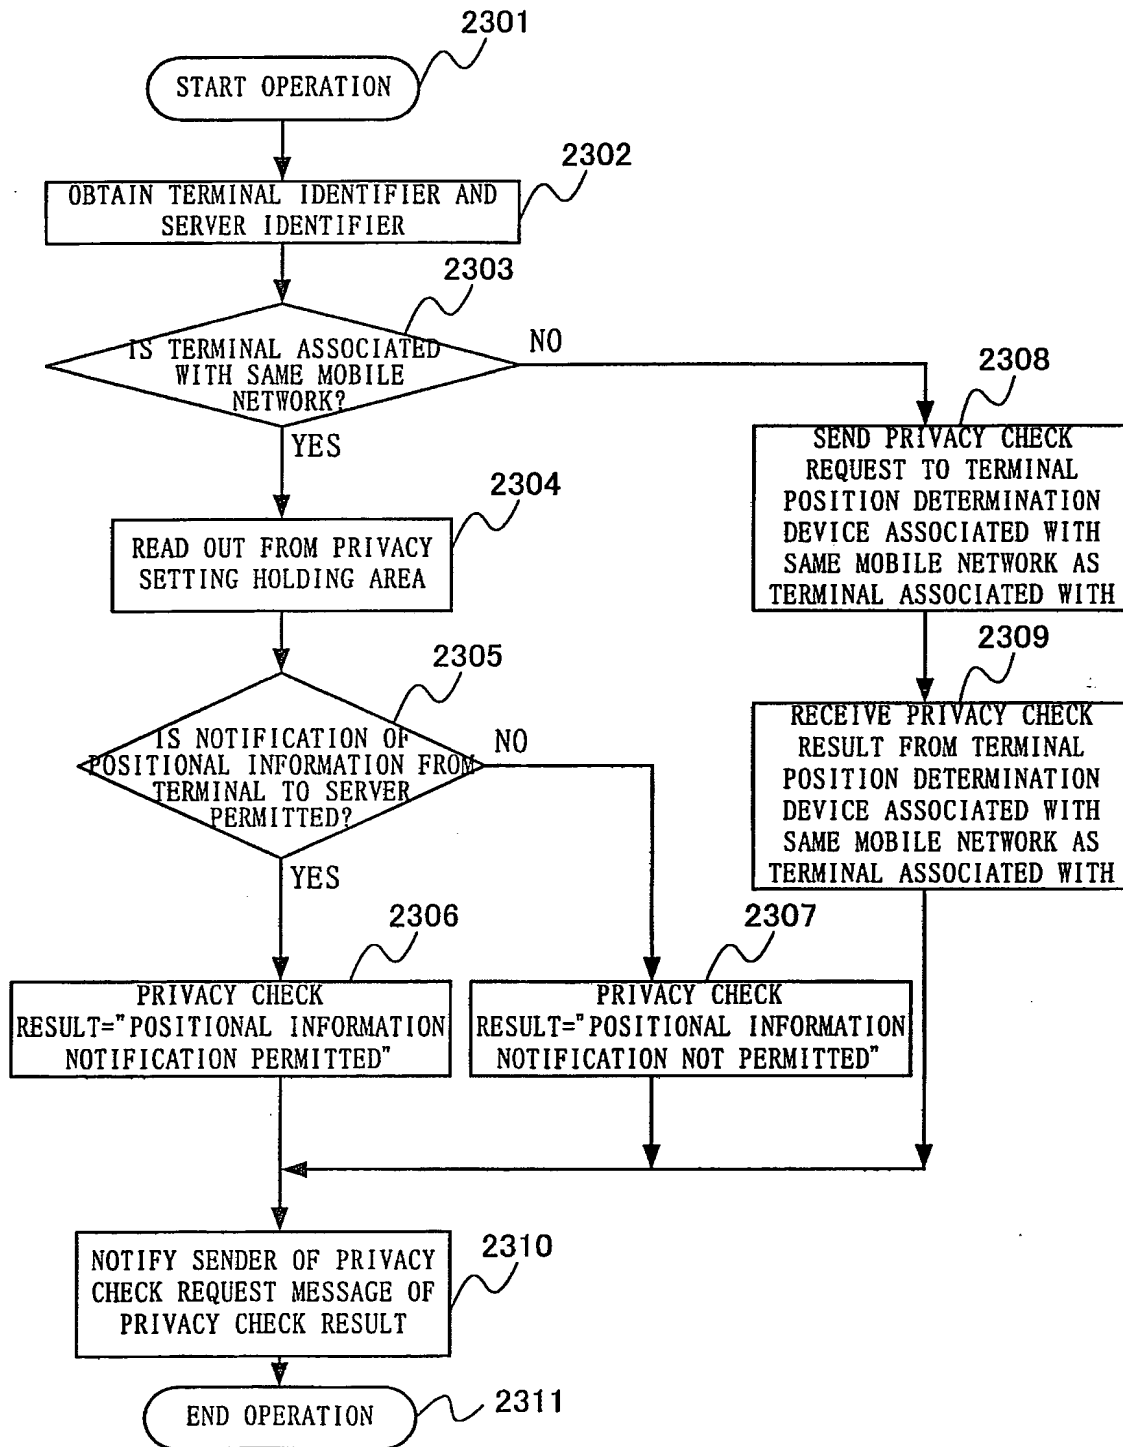 2301
START OPERATION
2302
OBTAIN TERMINAL IDENTIFIER AND
SERVER IDENTIFIER
2303
IS TERMINAL ASSOCIATED
WITH SAME MOBILE
NETWORK?
NO
YES
2308
SEND PRIVACY CHECK
REQUEST TO TERMINAL
POSITION DETERMINATION
DEVICE ASSOCIATED WITH
SAME MOBILE NETWORK AS
TERMINAL ASSOCIATED WITH
2304
READ OUT FROM PRIVACY
SETTING HOLDING AREA
2309
RECEIVE PRIVACY CHECK
RESULT FROM TERMINAL
POSITION DETERMINATION
DEVICE ASSOCIATED WITH
SAME MOBILE NETWORK AS
TERMINAL ASSOCIATED WITH
2305
IS NOTIFICATION OF
POSITIONAL INFORMATION FROM
TERMINAL TO SERVER
PERMITTED?
NO
YES
2306
PRIVACY CHECK
RESULT="POSITIONAL INFORMATION
NOTIFICATION PERMITTED"
2307
PRIVACY CHECK
RESULT="POSITIONAL INFORMATION
NOTIFICATION NOT PERMITTED"
2310
NOTIFY SENDER OF PRIVACY
CHECK REQUEST MESSAGE OF
PRIVACY CHECK RESULT
END OPERATION
2311